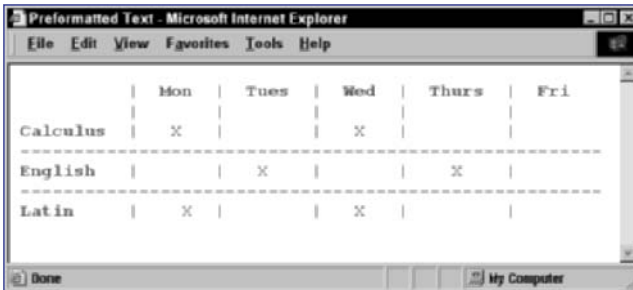 Preformatted Text - Microsoft Internet Explorer
File Edit View Favorites Tools Help
| Mon | Tues | Wed | Thurs | Fri
| | | | |
Calculus | X | | X | |
------------------------------------------------------------
English | | X | | X |
------------------------------------------------------------
Latin | X | | X | |
Done My Computer